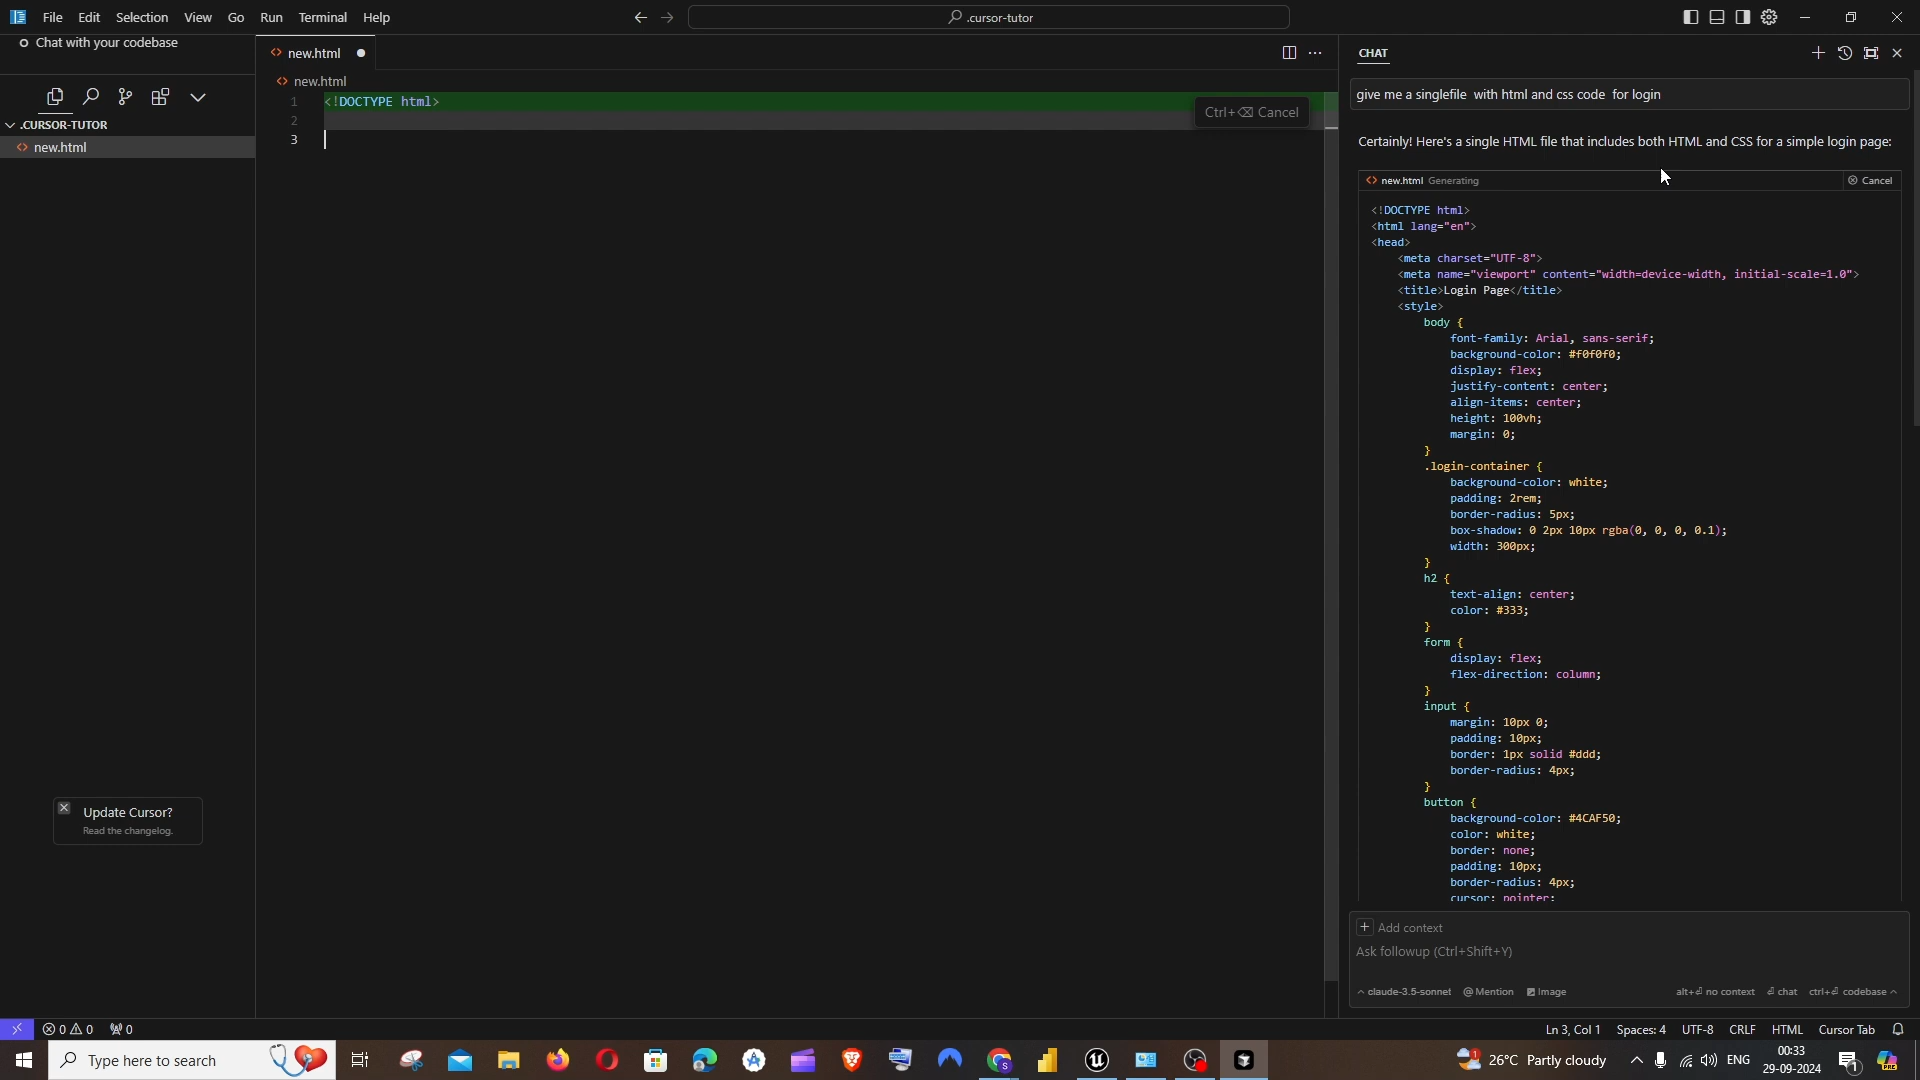 File Edit Selection View Go Run Terminal Help
.cursor-tutor
Chat with your codebase
.CURSOR-TUTOR
new.html
Update Cursor?
Read the changelog.
new.html
new.html
1 <!DOCTYPE html>
2
3
Ctrl+⌫ Cancel
CHAT
give me a singlefile with html and css code for login
Certainly! Here's a single HTML file that includes both HTML and CSS for a simple login page:
new.html Generating Cancel
<!DOCTYPE html>
<html lang="en">
<head>
<meta charset="UTF-8">
<meta name="viewport" content="width=device-width, initial-scale=1.0">
<title>Login Page</title>
<style>
body {
font-family: Arial, sans-serif;
background-color: #f0f0f0;
display: flex;
justify-content: center;
align-items: center;
height: 100vh;
margin: 0;
}
.login-container {
background-color: white;
padding: 2rem;
border-radius: 5px;
box-shadow: 0 2px 10px rgba(0, 0, 0, 0.1);
width: 300px;
}
h2 {
text-align: center;
color: #333;
}
form {
display: flex;
flex-direction: column;
}
input {
margin: 10px 0;
padding: 10px;
border: 1px solid #ddd;
border-radius: 4px;
}
button {
background-color: #4CAF50;
color: white;
border: none;
padding: 10px;
border-radius: 4px;
cursor: pointer;
+ Add context
Ask followup (Ctrl+Shift+Y)
claude-3.5-sonnet @ Mention Image alt+⏎ no context ⏎ chat ctrl+⏎ codebase
0 0 0 Ln 3, Col 1 Spaces: 4 UTF-8 CRLF HTML Cursor Tab
Type here to search
26°C Partly cloudy ENG
00:33
29-09-2024